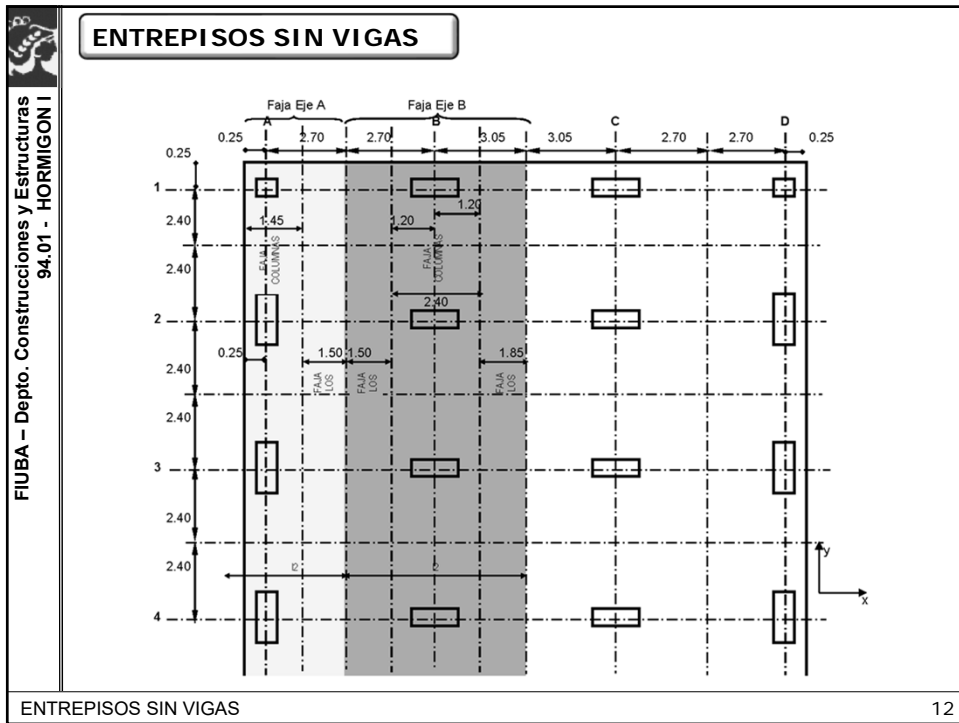 ENTREPISOS SIN VIGAS
FIUBA – Depto. Construcciones y Estructuras
94.01 - HORMIGON I
Faja Eje A
Faja Eje B
A
B
C
D
0.25
2.70
2.70
3.05
3.05
2.70
2.70
0.25
0.25
1
2.40
1.45
1.20
1.20
FAJA
COLUMNAS
FAJA
COLUMNAS
2.40
2.40
2
0.25
1.50
1.50
1.85
2.40
FAJA
LOS
FAJA
LOS
FAJA
LOS
2.40
3
2.40
2.40
l2
l2
y
x
4
ENTREPISOS SIN VIGAS
12